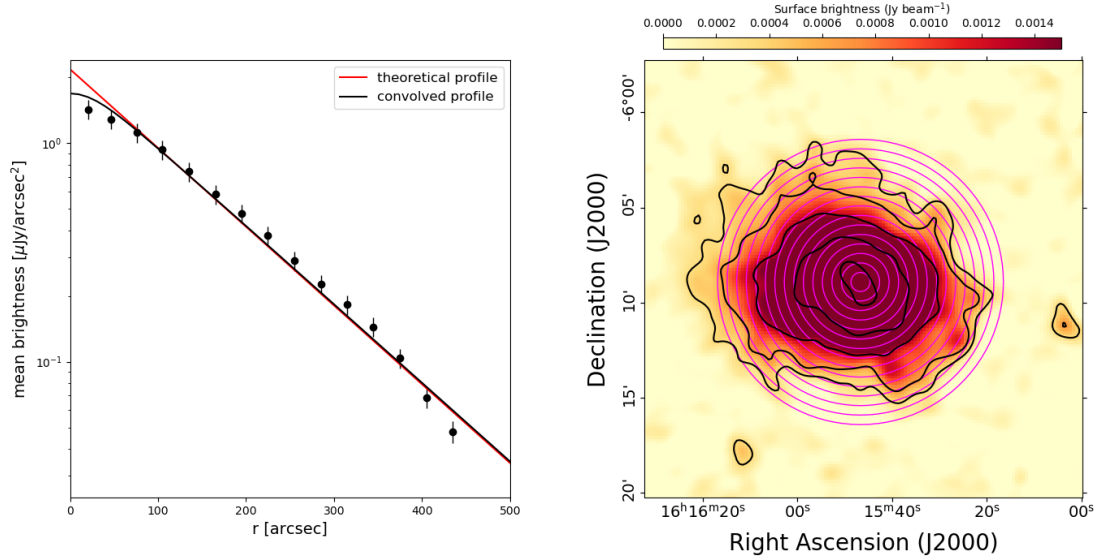 theoretical profile
convolved profile
10⁰
10⁻¹
mean brightness [μJy/arcsec²]
0 100 200 300 400 500
r [arcsec]
Surface brightness (Jy beam⁻¹)
0.0000 0.0002 0.0004 0.0006 0.0008 0.0010 0.0012 0.0014
-6°00'
05'
10'
15'
20'
Declination (J2000)
16ʰ16ᵐ20ˢ 00ˢ 15ᵐ40ˢ 20ˢ 00ˢ
Right Ascension (J2000)